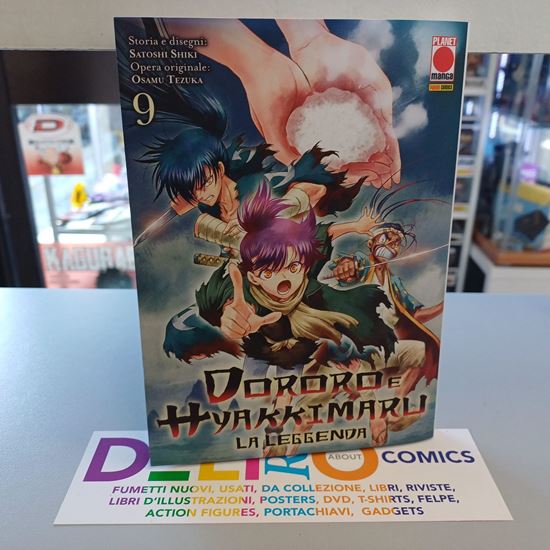 Storia e disegni:
Satoshi Shiki
Opera originale:
Osamu Tezuka
9
PLANET
manga
PANINI COMICS
KAGURA
Dororo e
Hyakkimaru
La Leggenda
ABOUT
COMICS
FUMETTI NUOVI, USATI, DA COLLEZIONE, LIBRI, RIVISTE,
LIBRI D'ILLUSTRAZIONI, POSTERS, DVD, T-SHIRTS, FELPE,
ACTION FIGURES, PORTACHIAVI, GADGETS